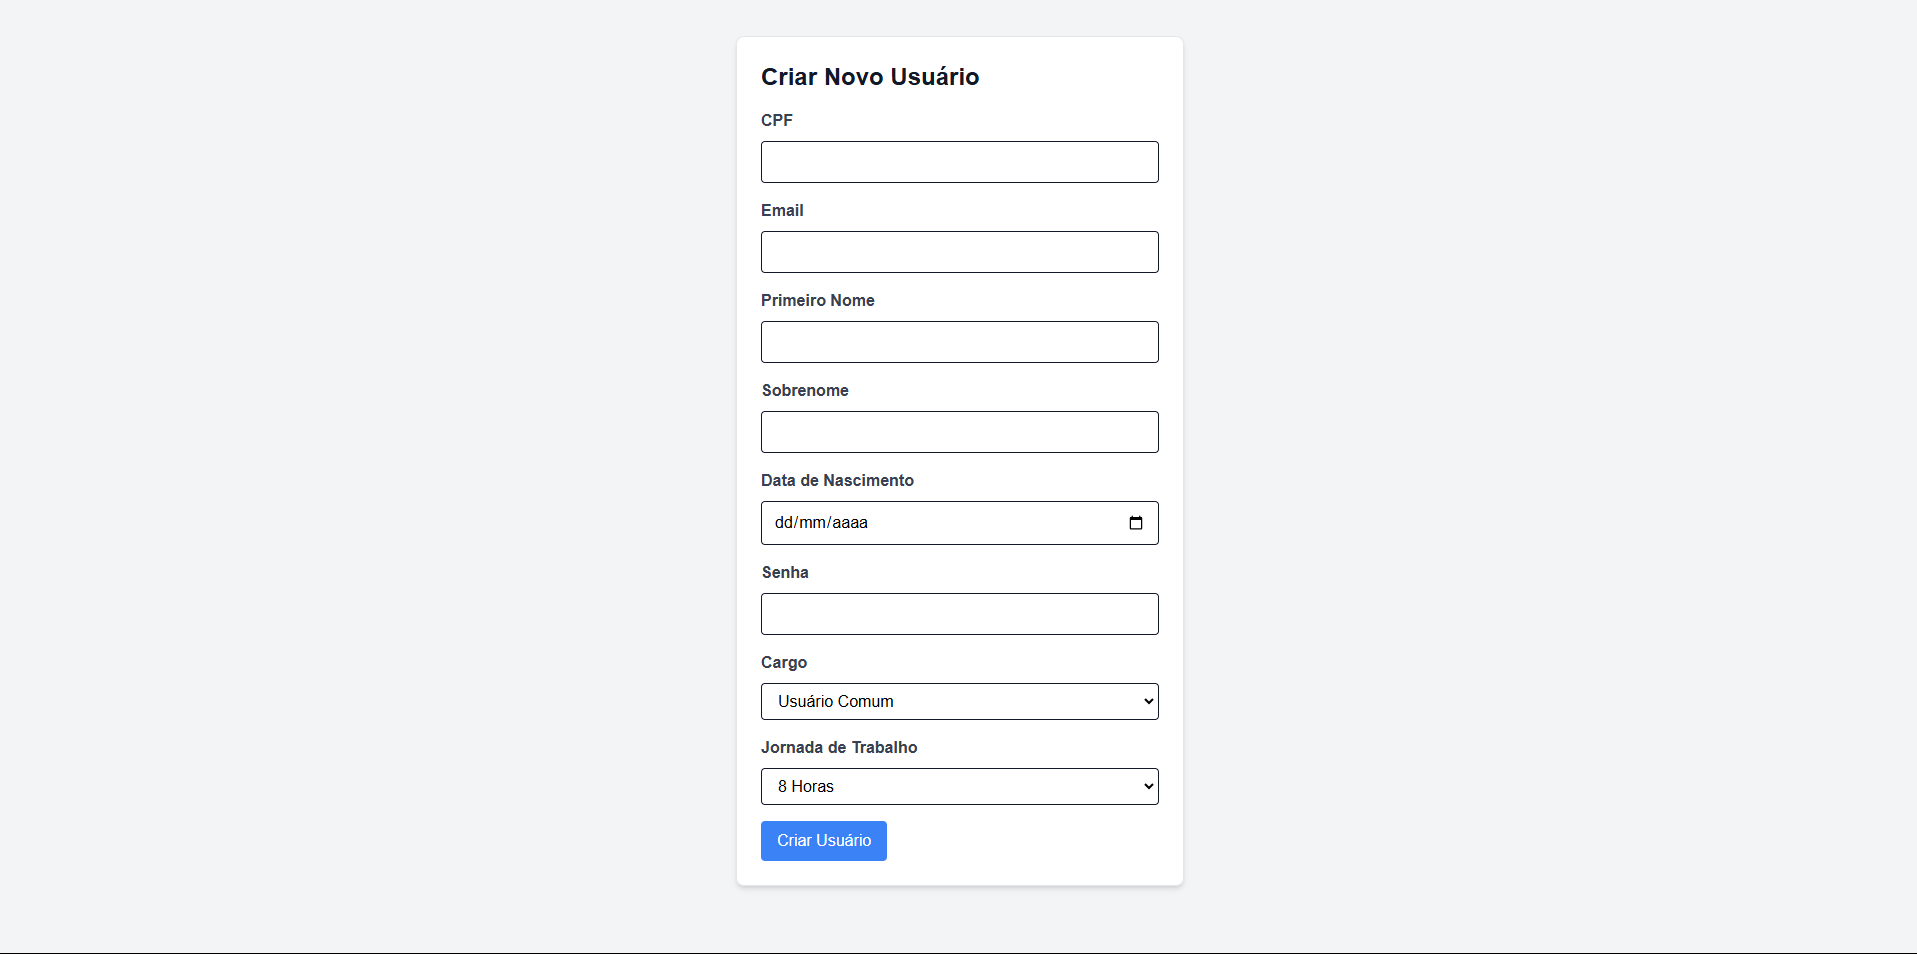 Criar Novo Usuário
CPF
Email
Primeiro Nome
Sobrenome
Data de Nascimento
dd/mm/aaaa
Senha
Cargo
Usuário Comum
Jornada de Trabalho
8 Horas
Criar Usuário